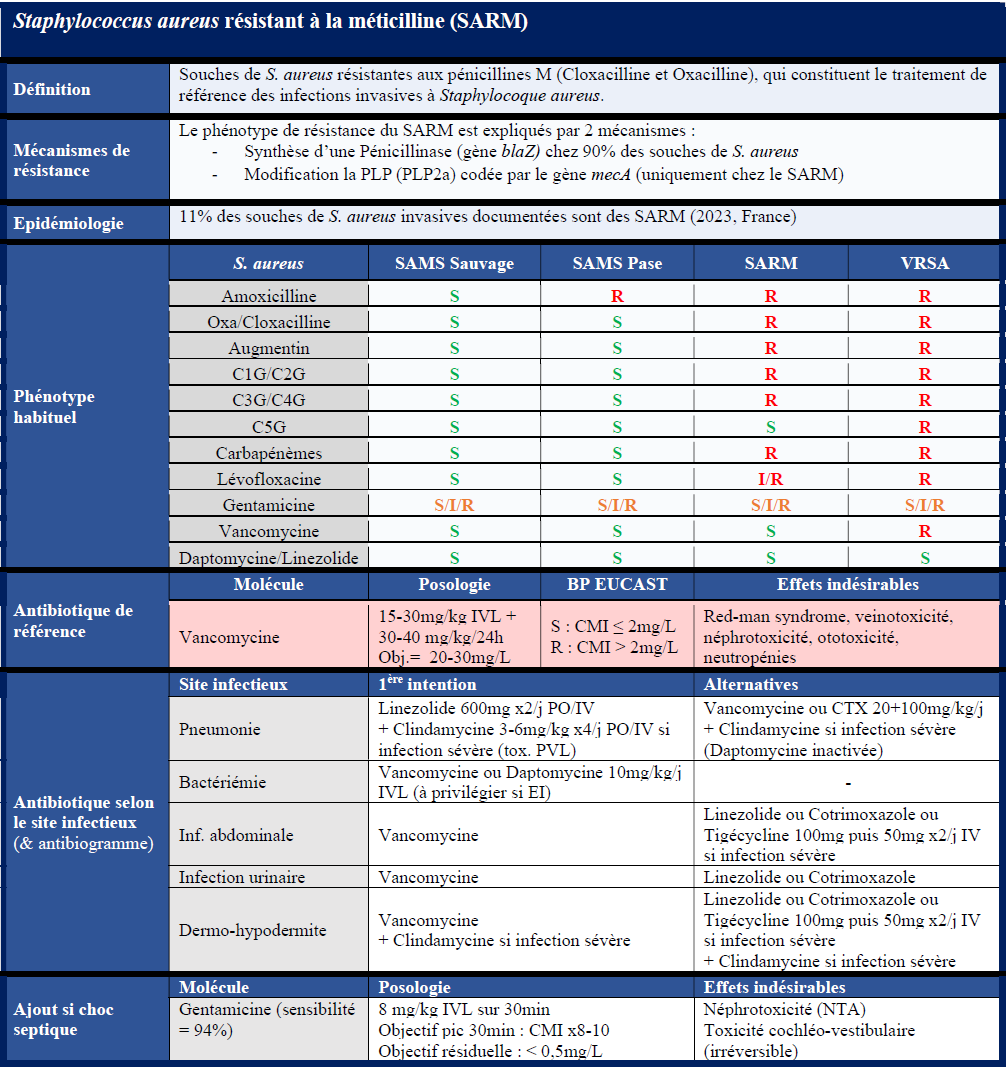 Staphylococcus aureus résistant à la méticilline (SARM)
Définition
Souches de S. aureus résistantes aux pénicillines M (Cloxacilline et Oxacilline), qui constituent le traitement de
référence des infections invasives à Staphylocoque aureus.
Mécanismes de
résistance
Le phénotype de résistance du SARM est expliqués par 2 mécanismes :
- Synthèse d’une Pénicillinase (gène blaZ) chez 90% des souches de S. aureus
- Modification la PLP (PLP2a) codée par le gène mecA (uniquement chez le SARM)
Epidémiologie
11% des souches de S. aureus invasives documentées sont des SARM (2023, France)
Phénotype
habituel
S. aureus SAMS Sauvage SAMS Pase SARM VRSA
Amoxicilline S R R R
Oxa/Cloxacilline S S R R
Augmentin S S R R
C1G/C2G S S R R
C3G/C4G S S R R
C5G S S S R
Carbapénèmes S S R R
Lévofloxacine S S I/R R
Gentamicine S/I/R S/I/R S/I/R S/I/R
Vancomycine S S S R
Daptomycine/Linezolide S S S S
Antibiotique de
référence
Molécule Posologie BP EUCAST Effets indésirables
Vancomycine
15-30mg/kg IVL +
30-40 mg/kg/24h
Obj.= 20-30mg/L
S : CMI ≤ 2mg/L
R : CMI > 2mg/L
Red-man syndrome, veinotoxicité,
néphrotoxicité, ototoxicité,
neutropénies
Antibiotique selon
le site infectieux
(& antibiogramme)
Site infectieux 1ère intention Alternatives
Pneumonie
Linezolide 600mg x2/j PO/IV
+ Clindamycine 3-6mg/kg x4/j PO/IV si
infection sévère (tox. PVL)
Vancomycine ou CTX 20+100mg/kg/j
+ Clindamycine si infection sévère
(Daptomycine inactivée)
Bactériémie
Vancomycine ou Daptomycine 10mg/kg/j
IVL (à privilégier si EI)
-
Inf. abdominale
Vancomycine
Linezolide ou Cotrimoxazole ou
Tigécycline 100mg puis 50mg x2/j IV
si infection sévère
Infection urinaire Vancomycine Linezolide ou Cotrimoxazole
Dermo-hypodermite
Vancomycine
+ Clindamycine si infection sévère
Linezolide ou Cotrimoxazole ou
Tigécycline 100mg puis 50mg x2/j IV
si infection sévère
+ Clindamycine si infection sévère
Ajout si choc
septique
Molécule Posologie Effets indésirables
Gentamicine (sensibilité
= 94%)
8 mg/kg IVL sur 30min
Objectif pic 30min : CMI x8-10
Objectif résiduelle : < 0.5mg/L
Néphrotoxicité (NTA)
Toxicité cochléo-vestibulaire
(irréversible)